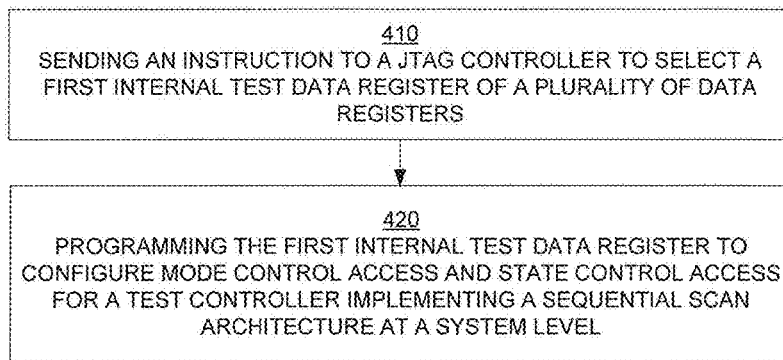 410
SENDING AN INSTRUCTION TO A JTAG CONTROLLER TO SELECT A
FIRST INTERNAL TEST DATA REGISTER OF A PLURALITY OF DATA
REGISTERS
420
PROGRAMMING THE FIRST INTERNAL TEST DATA REGISTER TO
CONFIGURE MODE CONTROL ACCESS AND STATE CONTROL ACCESS
FOR A TEST CONTROLLER IMPLEMENTING A SEQUENTIAL SCAN
ARCHITECTURE AT A SYSTEM LEVEL